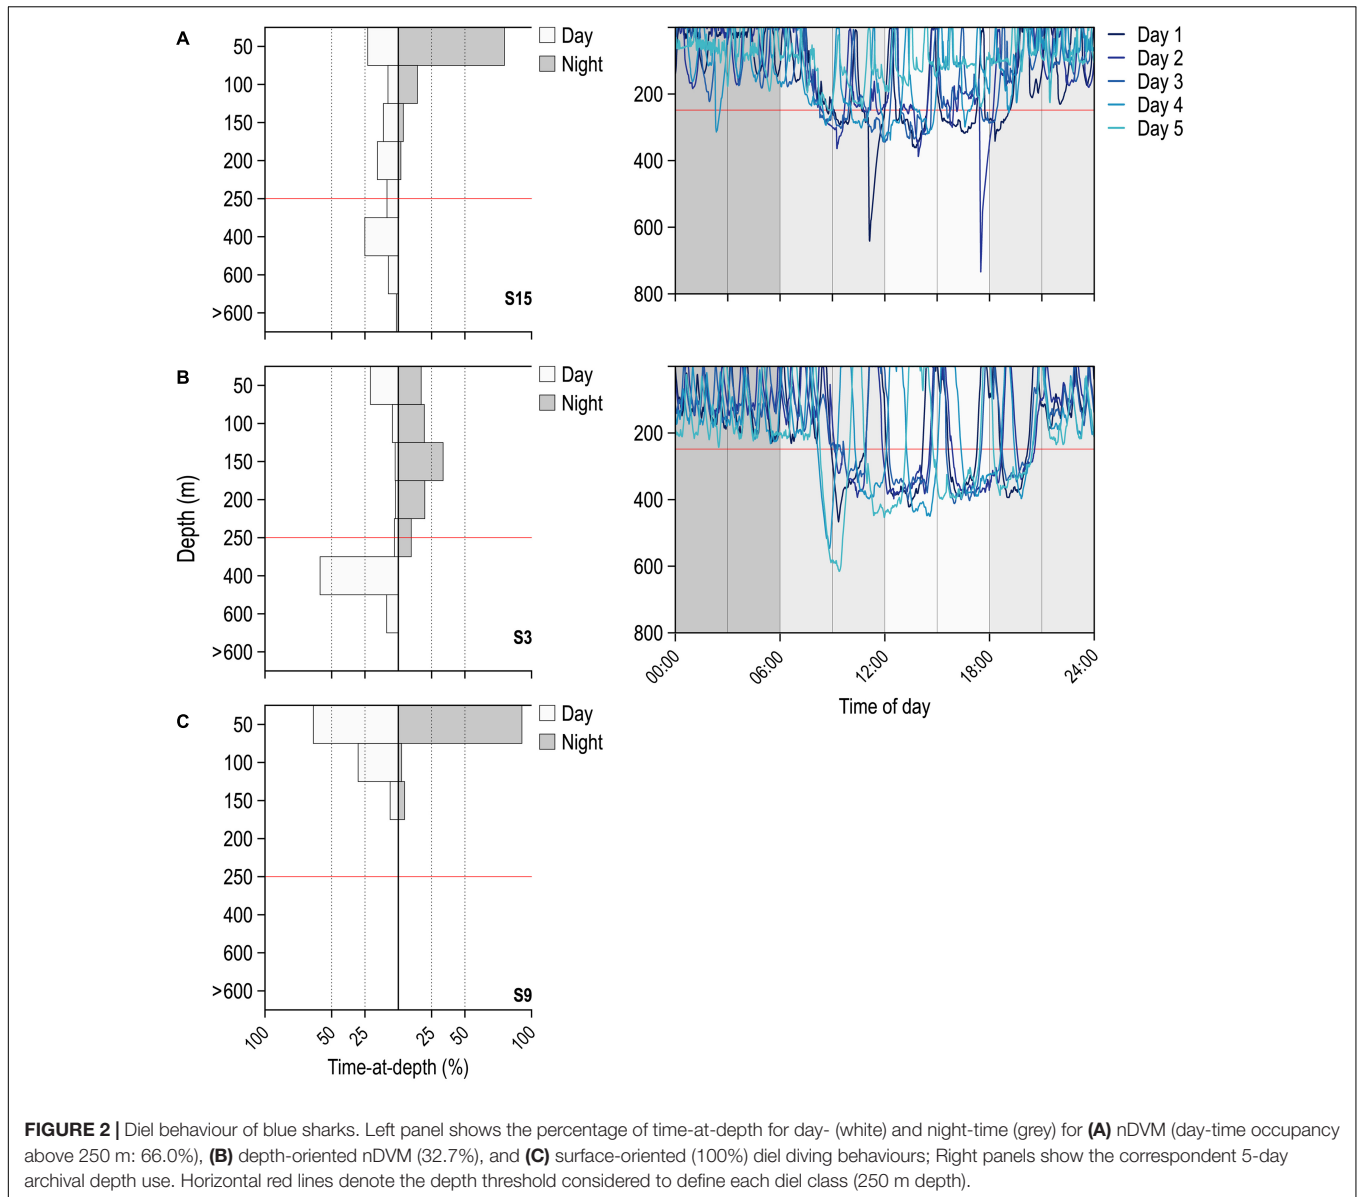 A
50
100
150
200
250
400
600
>600
Day
Night
S15
200
400
600
800
Day 1
Day 2
Day 3
Day 4
Day 5
B
50
100
150
200
250
400
600
>600
Depth (m)
Day
Night
S3
200
400
600
800
00:00
06:00
12:00
18:00
24:00
Time of day
C
50
100
150
200
250
400
600
>600
Day
Night
S9
100
50
25
25
50
100
Time-at-depth (%)
FIGURE 2 | Diel behaviour of blue sharks. Left panel shows the percentage of time-at-depth for day- (white) and night-time (grey) for (A) nDVM (day-time occupancy
above 250 m: 66.0%), (B) depth-oriented nDVM (32.7%), and (C) surface-oriented (100%) diel diving behaviours; Right panels show the correspondent 5-day
archival depth use. Horizontal red lines denote the depth threshold considered to define each diel class (250 m depth).